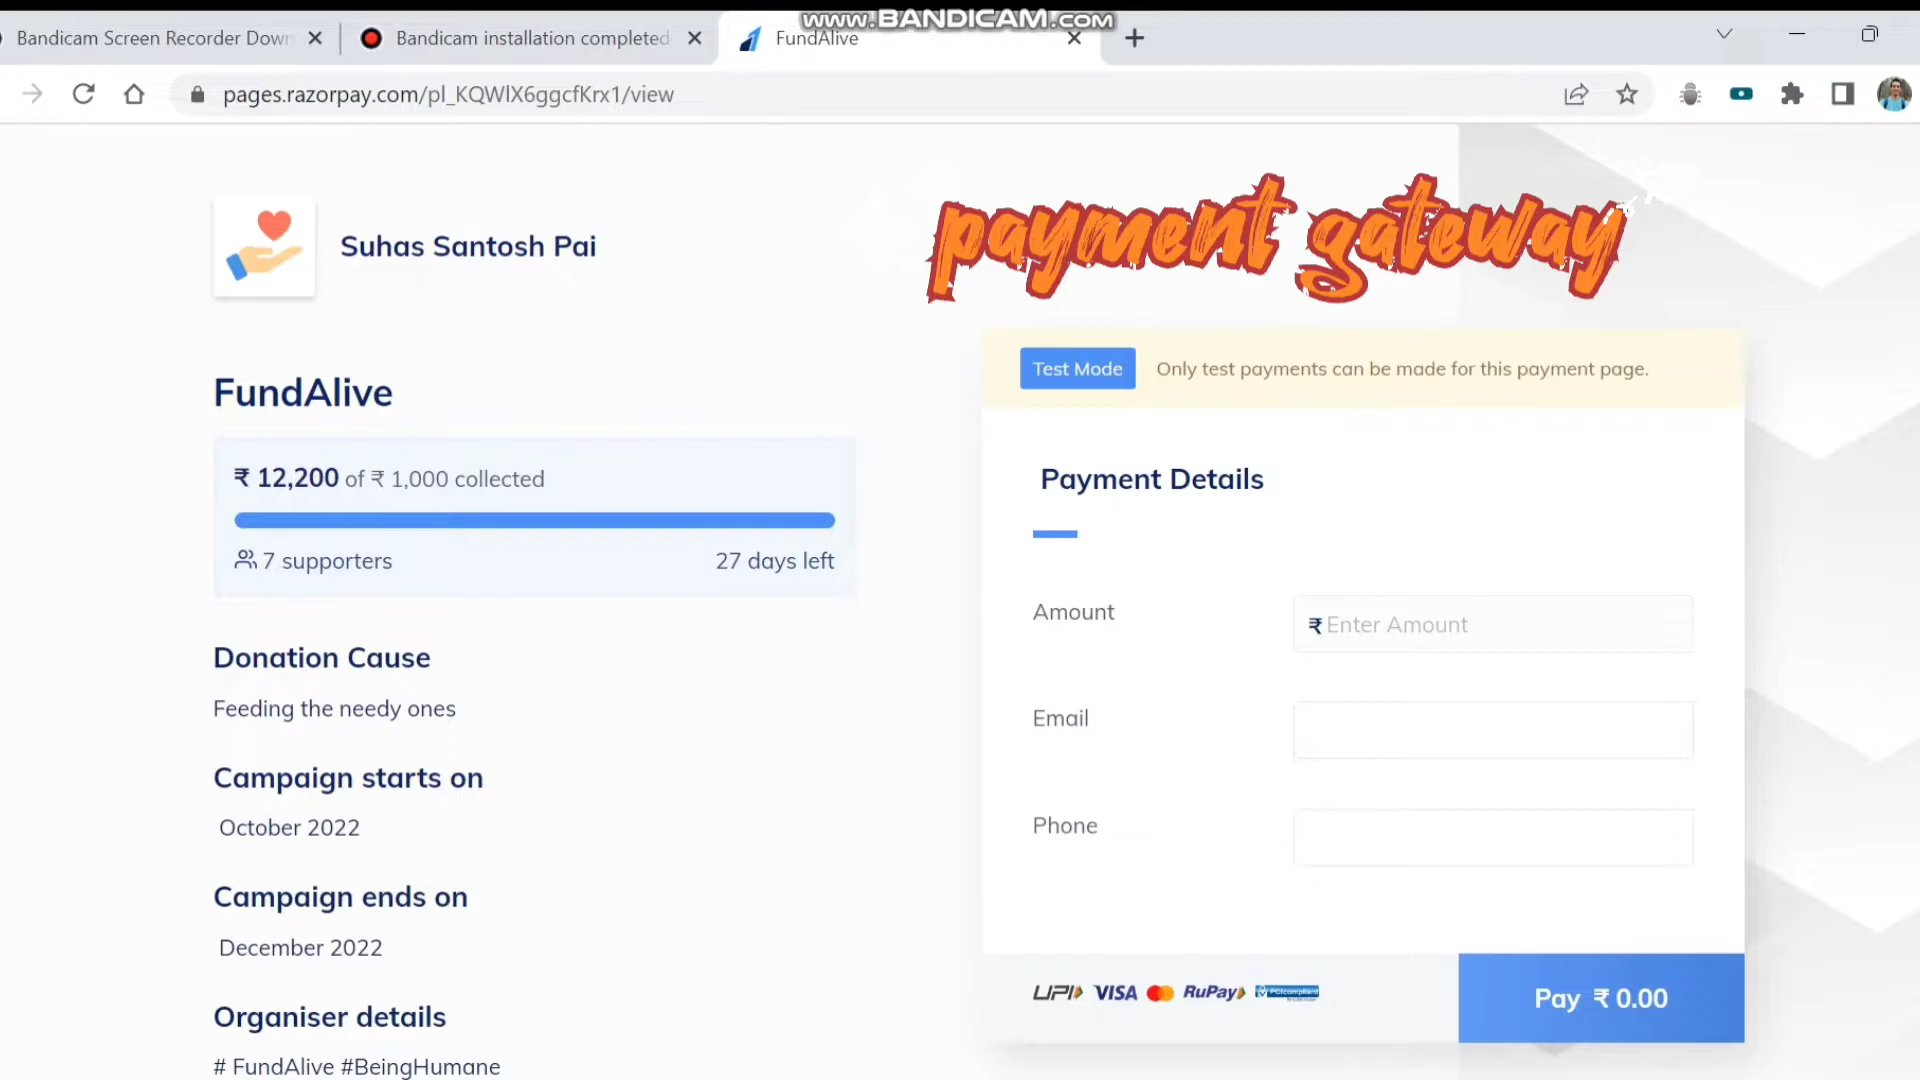 www.BANDICAM.com
Bandicam Screen Recorder Down
Bandicam installation completed
FundAlive
pages.razorpay.com/pl_KQWlX6ggcfKrx1/view
Suhas Santosh Pai
payment gateway
Test Mode Only test payments can be made for this payment page.
FundAlive
₹ 12,200 of ₹ 1,000 collected
7 supporters 27 days left
Donation Cause
Feeding the needy ones
Campaign starts on
October 2022
Campaign ends on
December 2022
Organiser details
# FundAlive #BeingHumane
Payment Details
Amount
₹ Enter Amount
Email
Phone
UPI VISA RuPay PCI compliant
Pay ₹ 0.00